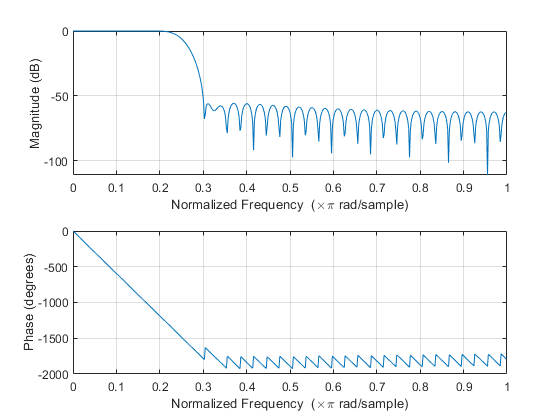 Magnitude (dB)
0
-50
-100
0 0.1 0.2 0.3 0.4 0.5 0.6 0.7 0.8 0.9 1
Normalized Frequency (×π rad/sample)
Phase (degrees)
0
-500
-1000
-1500
-2000
0 0.1 0.2 0.3 0.4 0.5 0.6 0.7 0.8 0.9 1
Normalized Frequency (×π rad/sample)